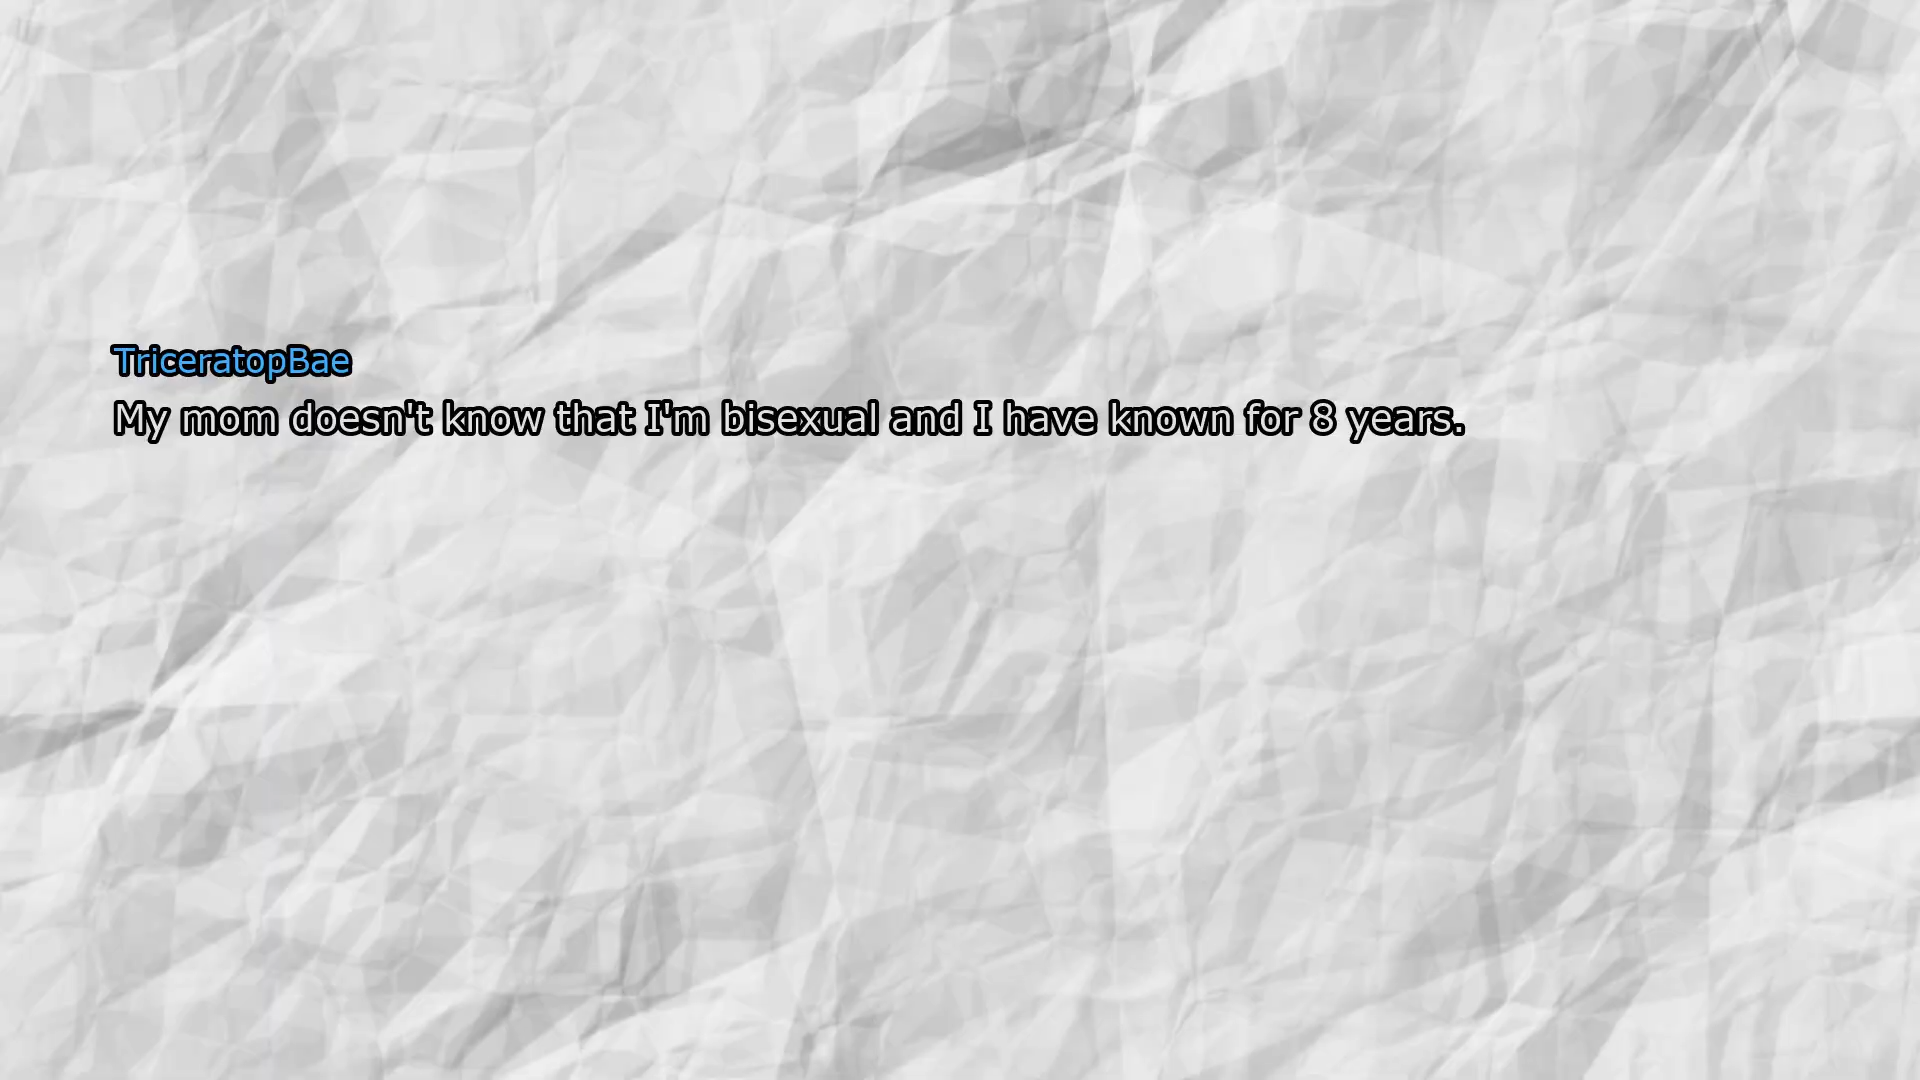 TriceratopBae
My mom doesn't know that I'm bisexual and I have known for 8 years.